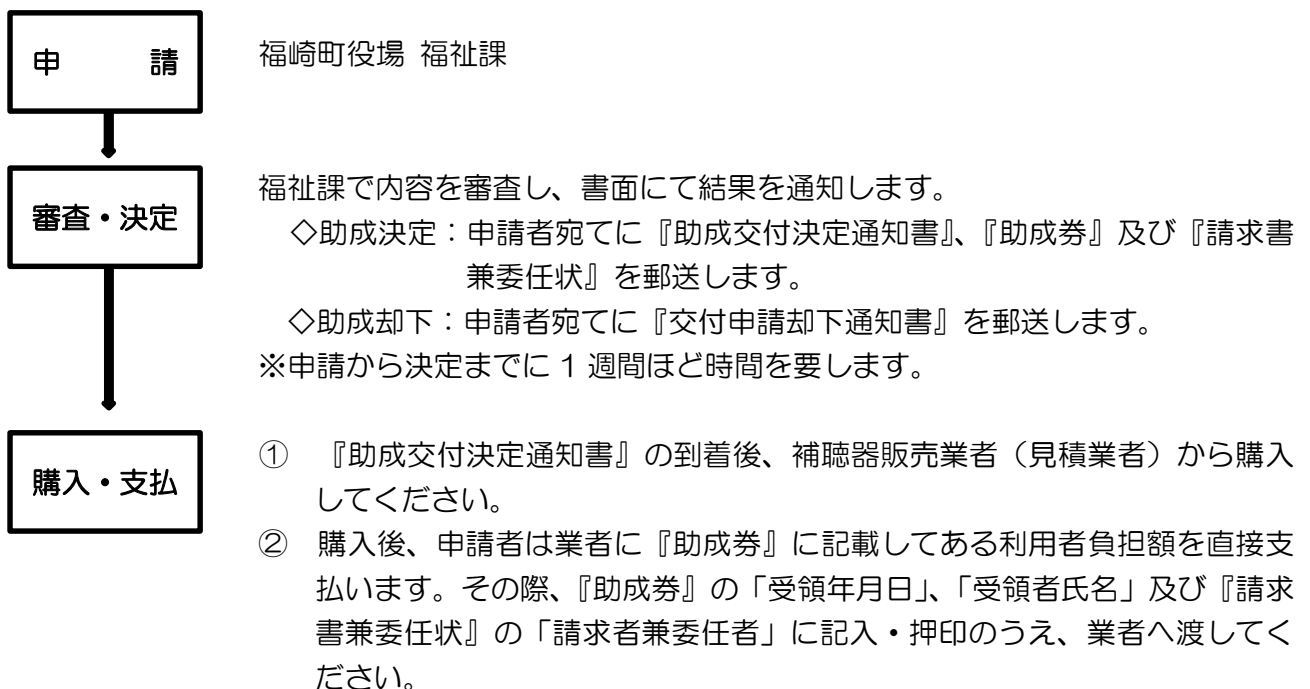 申　　請
福崎町役場 福祉課
審査・決定
福祉課で内容を審査し、書面にて結果を通知します。
◇助成決定：申請者宛てに『助成交付決定通知書』、『助成券』及び『請求書
兼委任状』を郵送します。
◇助成却下：申請者宛てに『交付申請却下通知書』を郵送します。
※申請から決定までに 1 週間ほど時間を要します。
購入・支払
① 『助成交付決定通知書』の到着後、補聴器販売業者（見積業者）から購入
してください。
② 購入後、申請者は業者に『助成券』に記載してある利用者負担額を直接支
払います。その際、『助成券』の「受領年月日」、「受領者氏名」及び『請求
書兼委任状』の「請求者兼委任者」に記入・押印のうえ、業者へ渡してく
ださい。